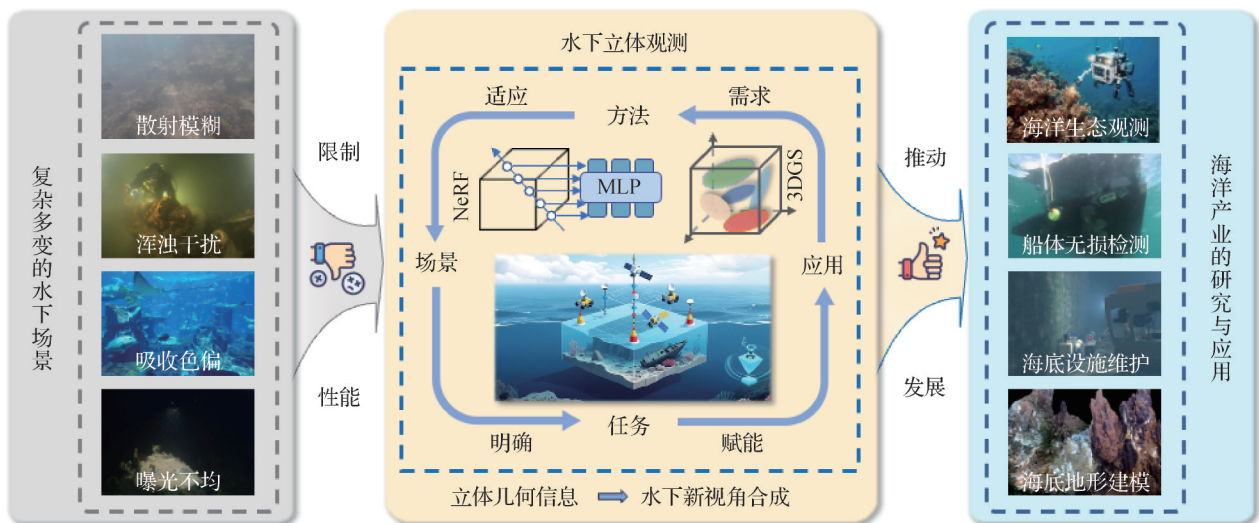 复杂多变的水下场景
散射模糊
浑浊干扰
吸收色偏
曝光不均
限制
性能
水下立体观测
适应
方法
需求
NeRF
MLP
3DGS
场景
应用
明确
任务
赋能
立体几何信息
水下新视角合成
推动
发展
海洋生态观测
船体无损检测
海底设施维护
海底地形建模
海洋产业的研究与应用